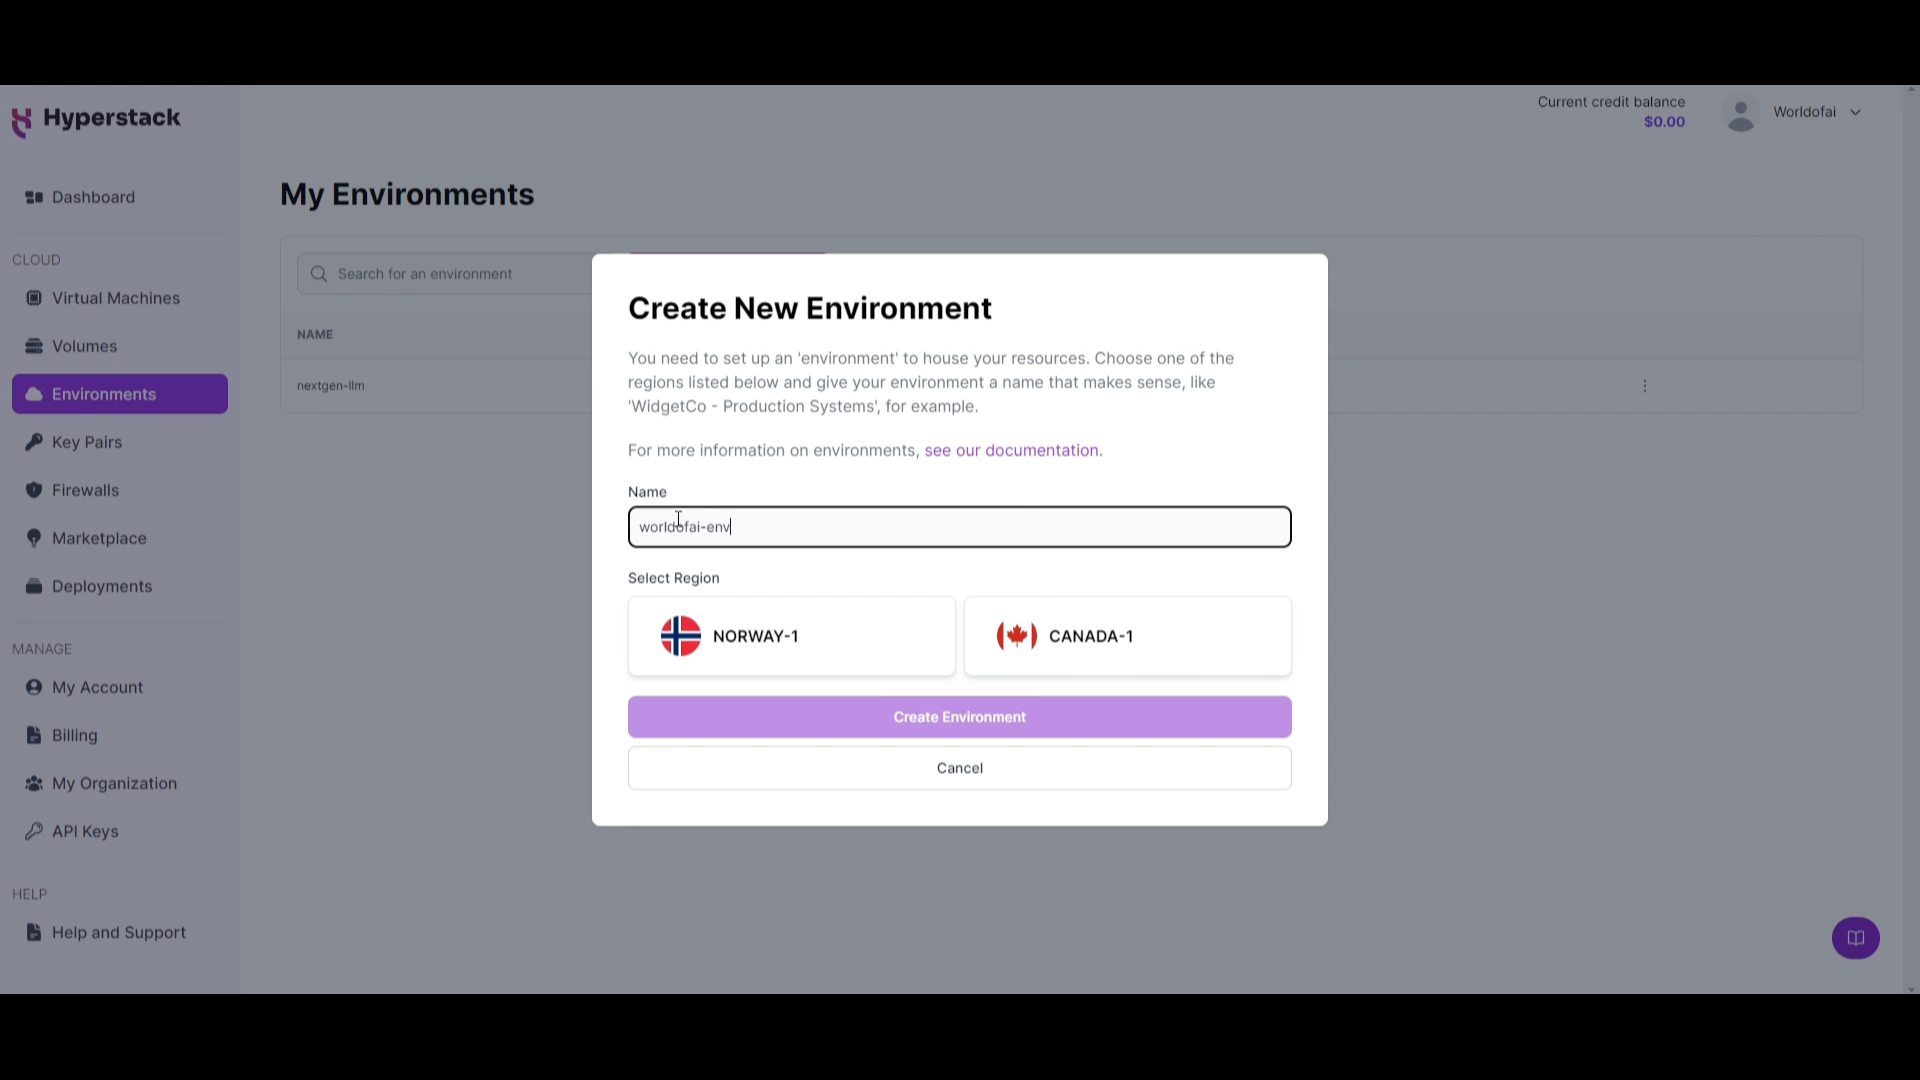 Hyperstack
Current credit balance
$0.00
Worldofai
Dashboard
CLOUD
Virtual Machines
Volumes
Environments
Key Pairs
Firewalls
Marketplace
Deployments
MANAGE
My Account
Billing
My Organization
API Keys
HELP
Help and Support
My Environments
Search for an environment
NAME
nextgen-llm
Create New Environment
You need to set up an 'environment' to house your resources. Choose one of the
regions listed below and give your environment a name that makes sense, like
'WidgetCo - Production Systems', for example.
For more information on environments, see our documentation.
Name
worldofai-env
Select Region
NORWAY-1
CANADA-1
Create Environment
Cancel